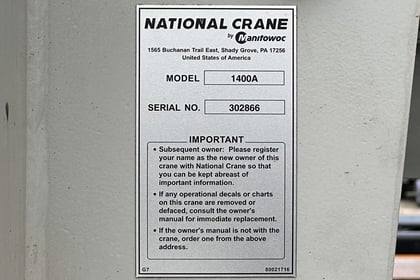 NATIONAL CRANE
by Manitowoc
1565 Buchanan Trail East, Shady Grove, PA 17256
United States of America
MODEL 1400A
SERIAL NO. 302866
IMPORTANT
• Subsequent owner: Please register
your name as the new owner of this
crane with National Crane so that
you can be kept abreast of
important information.
• If any operational decals or charts
on this crane are removed or
defaced, consult the owner's
manual for immediate replacement.
• If the owner's manual is not with the
crane, order one from the above
address.
G7 80021716